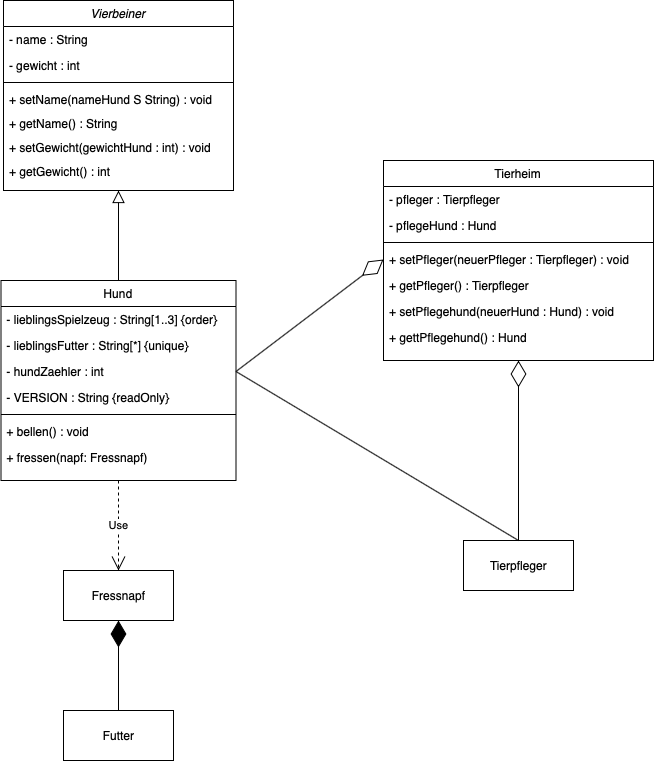 Vierbeiner
- name : String
- gewicht : int
+ setName(nameHund S String) : void
+ getName() : String
+ setGewicht(gewichtHund : int) : void
+ getGewicht() : int
Tierheim
- pfleger : Tierpfleger
- pflegeHund : Hund
+ setPfleger(neuerPfleger : Tierpfleger) : void
+ getPfleger() : Tierpfleger
+ setPflegehund(neuerHund : Hund) : void
+ gettPflegehund() : Hund
Hund
- lieblingsSpielzeug : String[1..3] {order}
- lieblingsFutter : String[*] {unique}
- hundZaehler : int
- VERSION : String {readOnly}
+ bellen() : void
+ fressen(napf: Fressnapf)
Use
Tierpfleger
Fressnapf
Futter